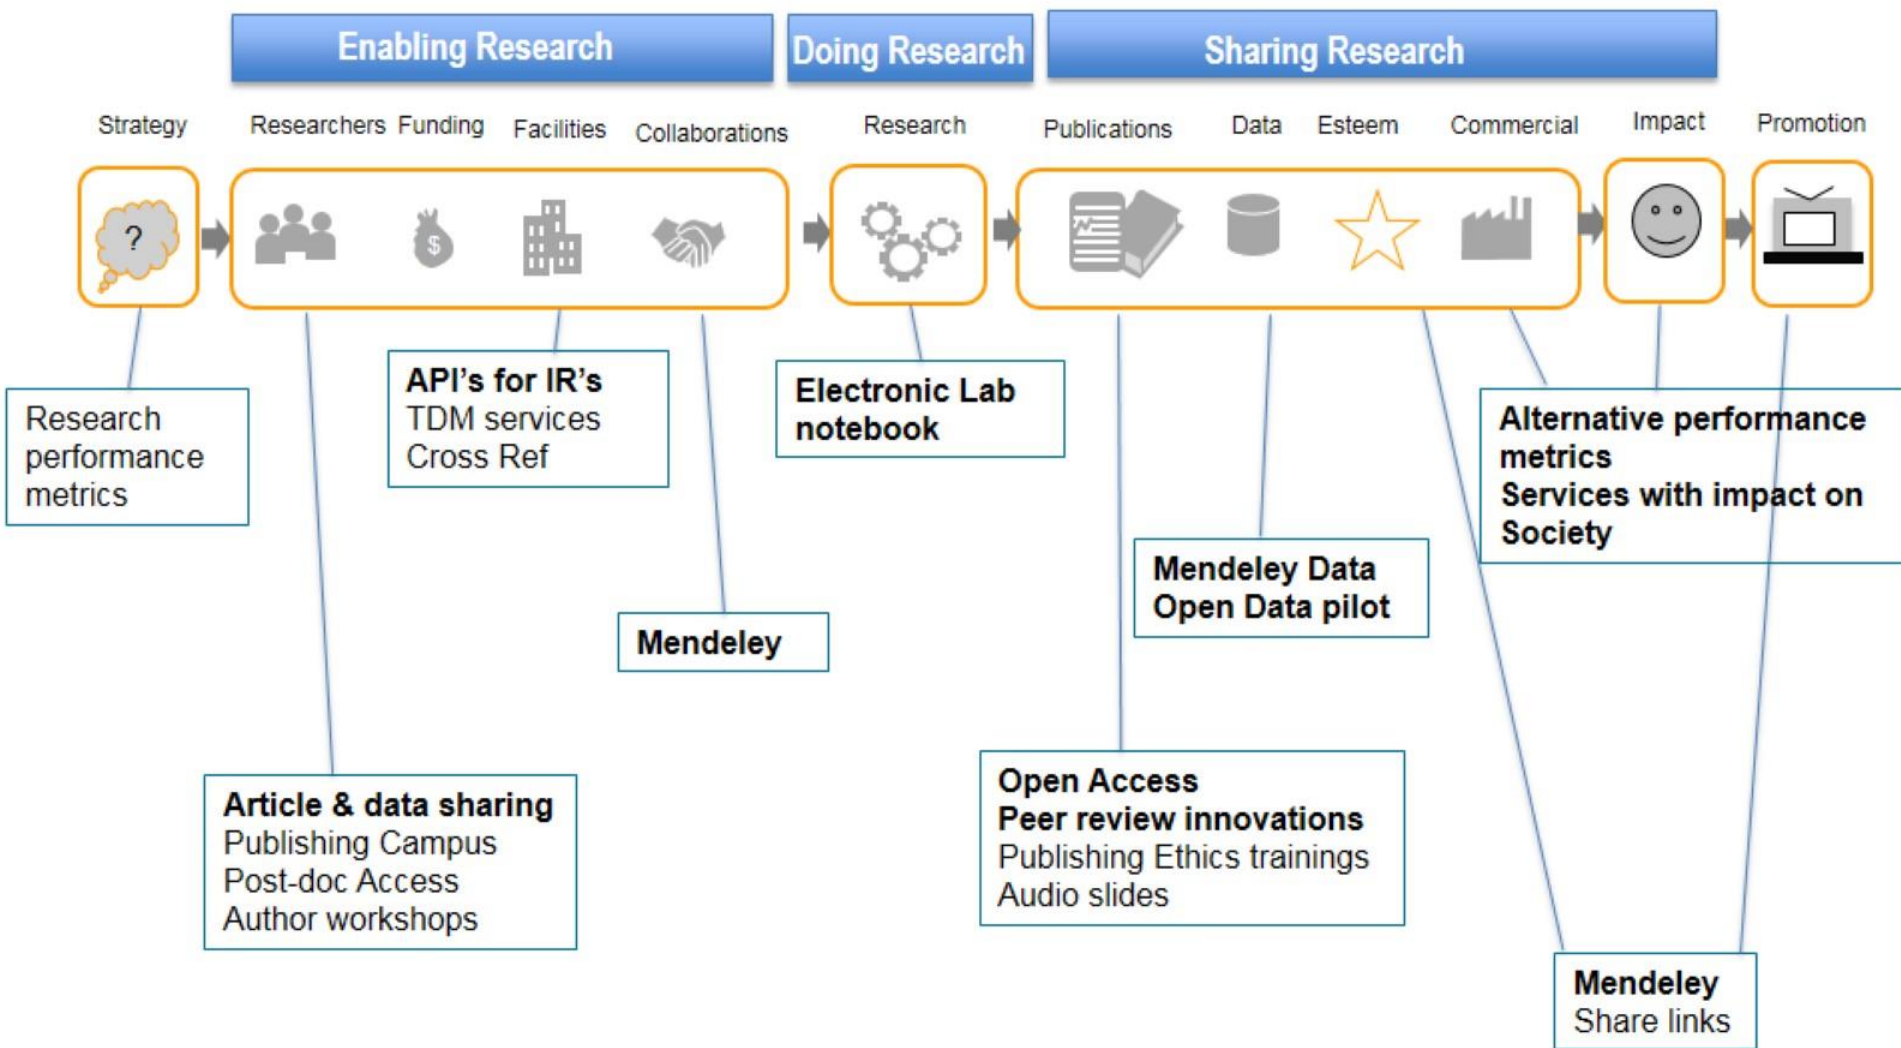 Enabling Research
Doing Research
Sharing Research
Strategy
Researchers
Funding
Facilities
Collaborations
Research
Publications
Data
Esteem
Commercial
Impact
Promotion
?
$
Research
performance
metrics
API's for IR's
TDM services
Cross Ref
Electronic Lab
notebook
Alternative performance
metrics
Services with impact on
Society
Mendeley Data
Open Data pilot
Mendeley
Article & data sharing
Publishing Campus
Post-doc Access
Author workshops
Open Access
Peer review innovations
Publishing Ethics trainings
Audio slides
Mendeley
Share links